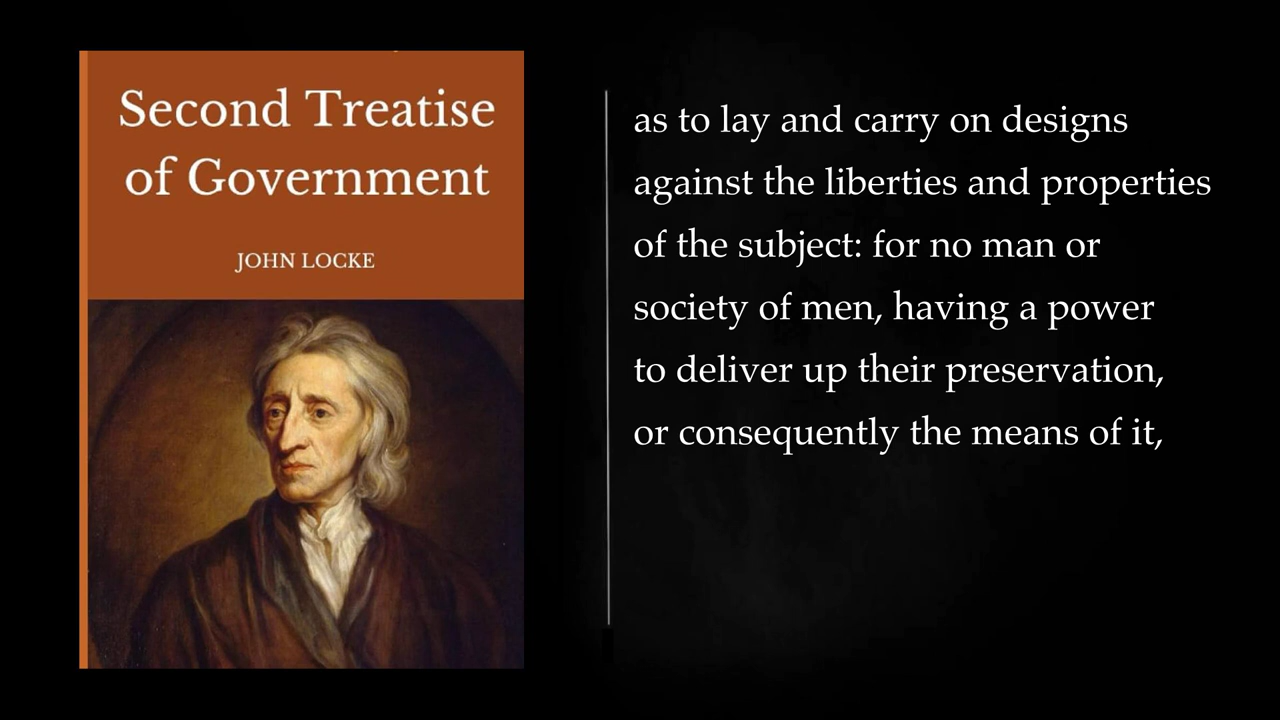 Second Treatise
of Government
JOHN LOCKE
as to lay and carry on designs
against the liberties and properties
of the subject: for no man or
society of men, having a power
to deliver up their preservation,
or consequently the means of it,